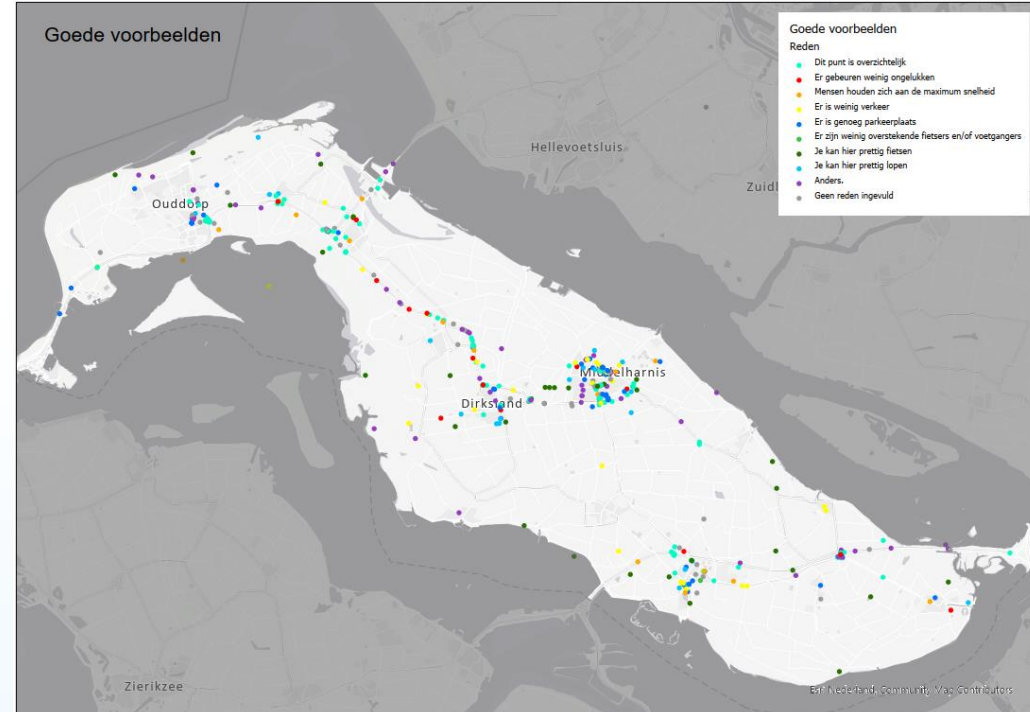 Goede voorbeelden
Goede voorbeelden
Reden
Dit punt is overzichtelijk
Er gebeuren weinig ongelukken
Mensen houden zich aan de maximum snelheid
Er is weinig verkeer
Er is genoeg parkeerplaats
Er zijn weinig overstekende fietsers en/of voetgangers
Je kan hier prettig fietsen
Je kan hier prettig lopen
Anders.
Geen reden ingevuld
Hellevoetsluis
Ouddorp
Middelharnis
Dirksland
Zierikzee
Esri Nederland, Community Map Contributors